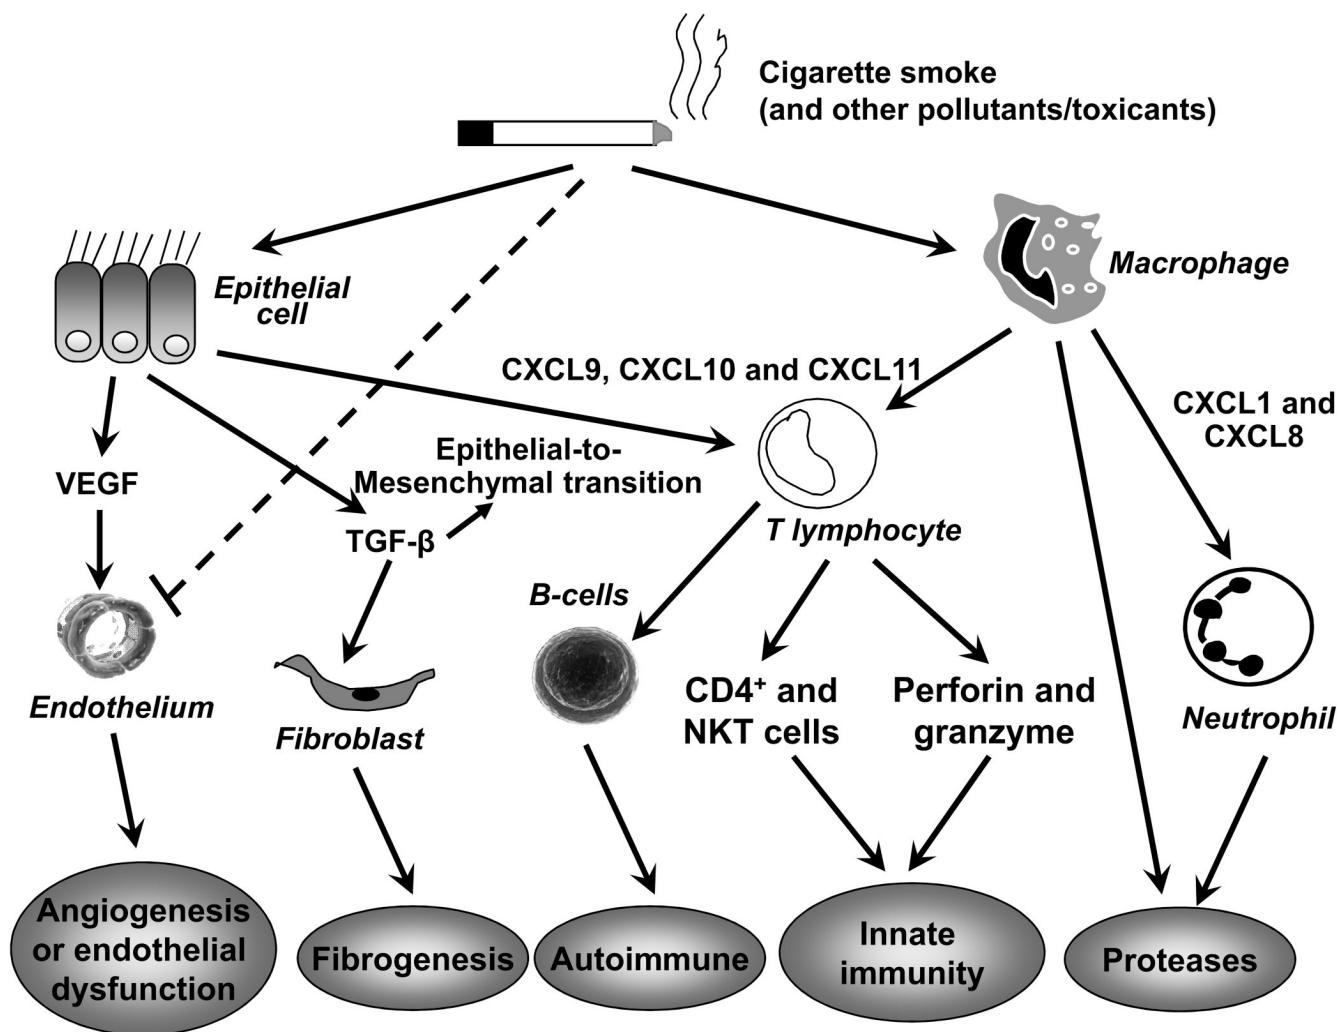 Cigarette smoke
(and other pollutants/toxicants)
Epithelial
cell
Macrophage
CXCL9, CXCL10 and CXCL11
CXCL1 and
CXCL8
VEGF
Epithelial-to-
Mesenchymal transition
TGF-β
T lymphocyte
B-cells
Endothelium
Fibroblast
CD4⁺ and
NKT cells
Perforin and
granzyme
Neutrophil
Angiogenesis
or endothelial
dysfunction
Fibrogenesis
Autoimmune
Innate
immunity
Proteases